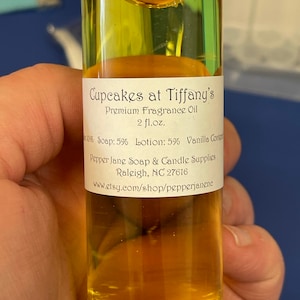 Cupcakes at Tiffany's
Premium Fragrance Oil
2 fl.oz.
Soap: 5% Lotion: 5% Vanilla
Pepper Jane Soap & Candle Supplies
Raleigh, NC 27616
www.etsy.com/shop/pepperjanenc